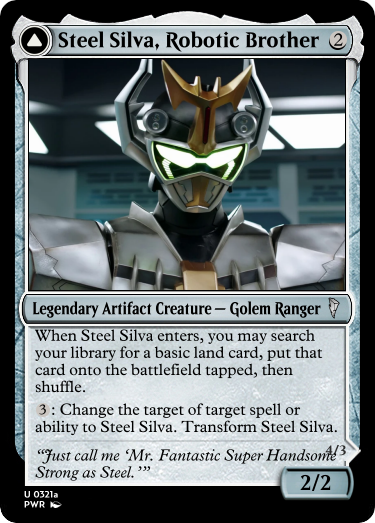 Steel Silva, Robotic Brother 2
Legendary Artifact Creature — Golem Ranger
When Steel Silva enters, you may search
your library for a basic land card, put that
card onto the battlefield tapped, then
shuffle.
3 : Change the target of target spell or
ability to Steel Silva. Transform Steel Silva.
“Just call me ‘Mr. Fantastic Super Handsome
Strong as Steel.’”
4/3
2/2
U 0321a
PWR